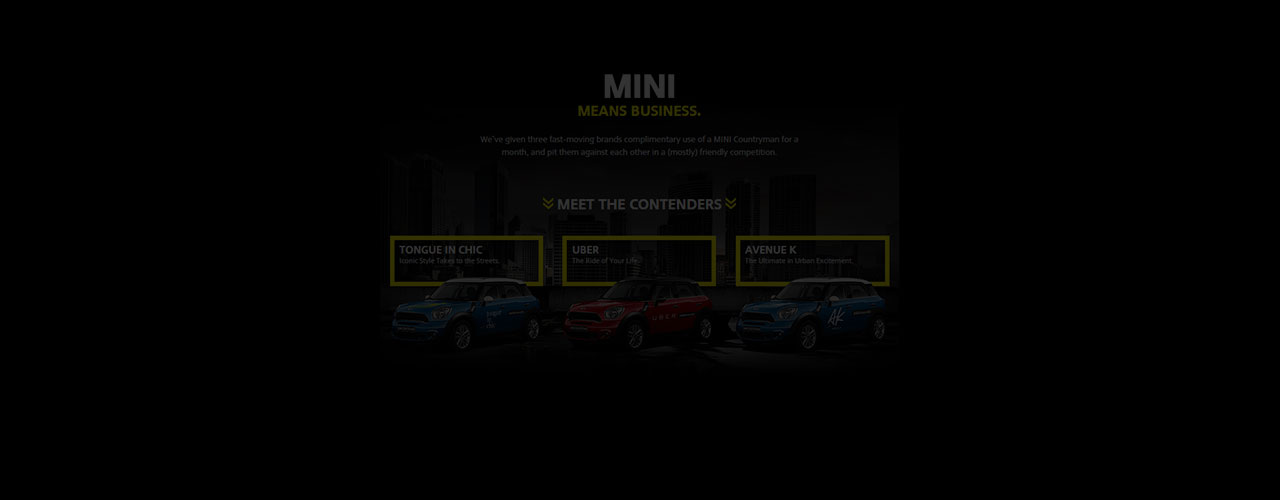 MINI
MEANS BUSINESS.
We've given three fast-moving brands complimentary use of a MINI Countryman for a
month, and pit them against each other in a (mostly) friendly competition.
MEET THE CONTENDERS
TONGUE IN CHIC
Iconic Style Takes to the Streets.
UBER
The Ride of Your Life.
AVENUE K
The Ultimate in Urban Excitement.
UBER
AK